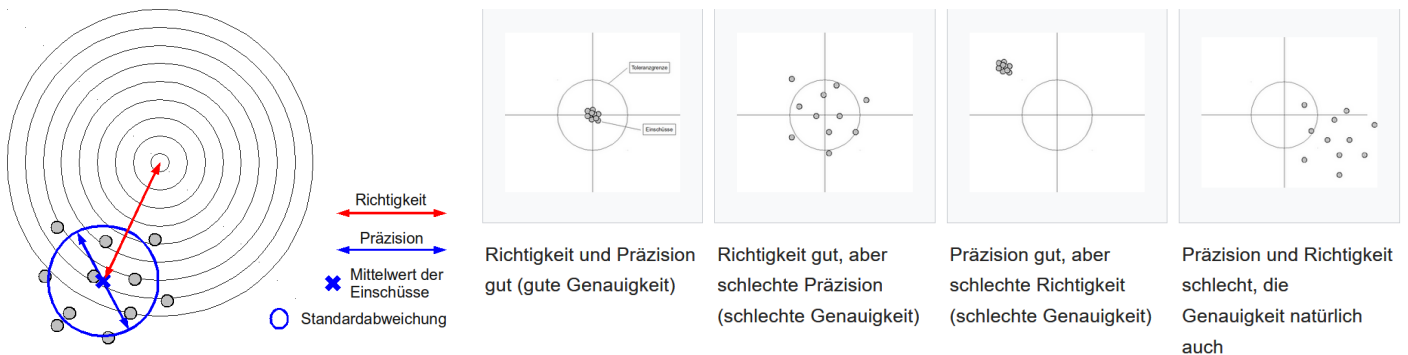 Richtigkeit
Präzision
Mittelwert der
Einschüsse
Standardabweichung
Toleranzgrenze
Einschüsse
Richtigkeit und Präzision
gut (gute Genauigkeit)
Richtigkeit gut, aber
schlechte Präzision
(schlechte Genauigkeit)
Präzision gut, aber
schlechte Richtigkeit
(schlechte Genauigkeit)
Präzision und Richtigkeit
schlecht, die
Genauigkeit natürlich
auch